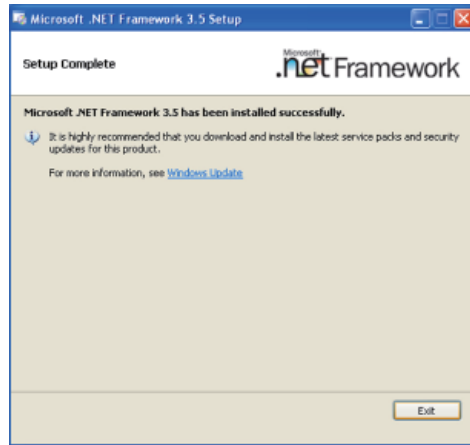 Microsoft .NET Framework 3.5 Setup
Setup Complete
Microsoft
.net Framework
Microsoft .NET Framework 3.5 has been installed successfully.
It is highly recommended that you download and install the latest service packs and security
updates for this product.
For more information, see Windows Update
Exit